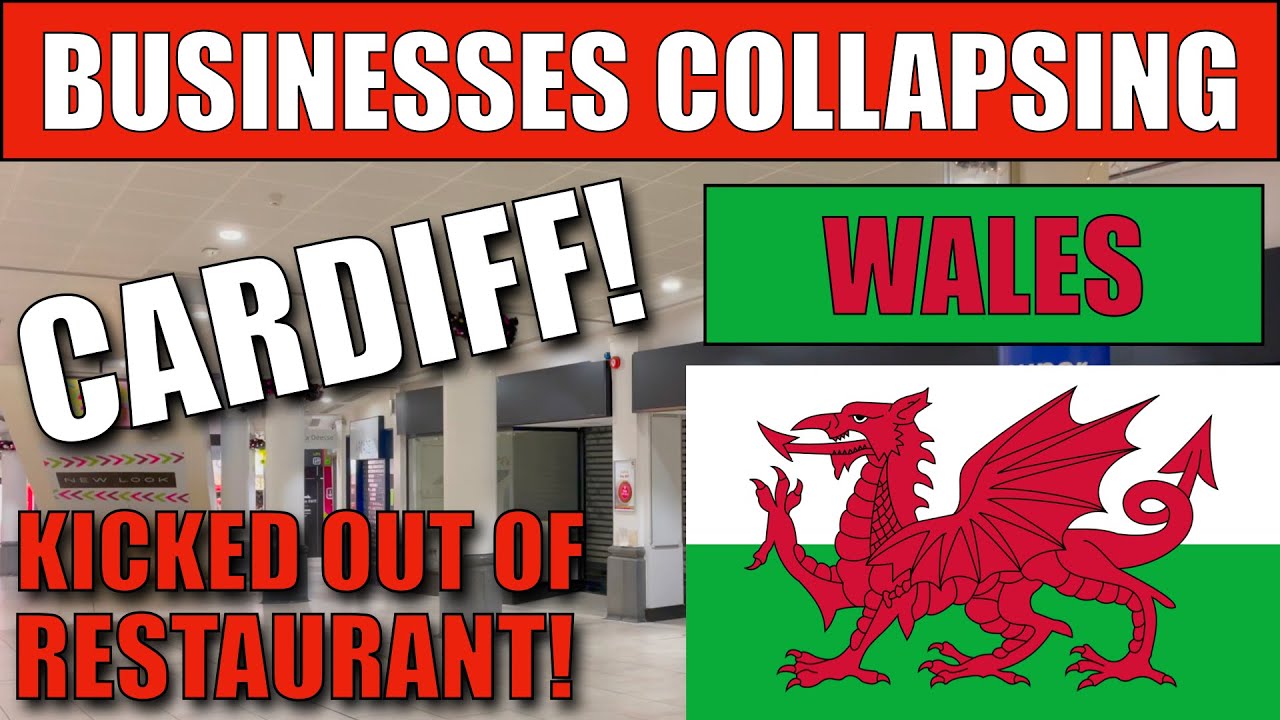 BUSINESSES COLLAPSING
CARDIFF!
WALES
NEW LOOK
KICKED OUT OF
RESTAURANT!